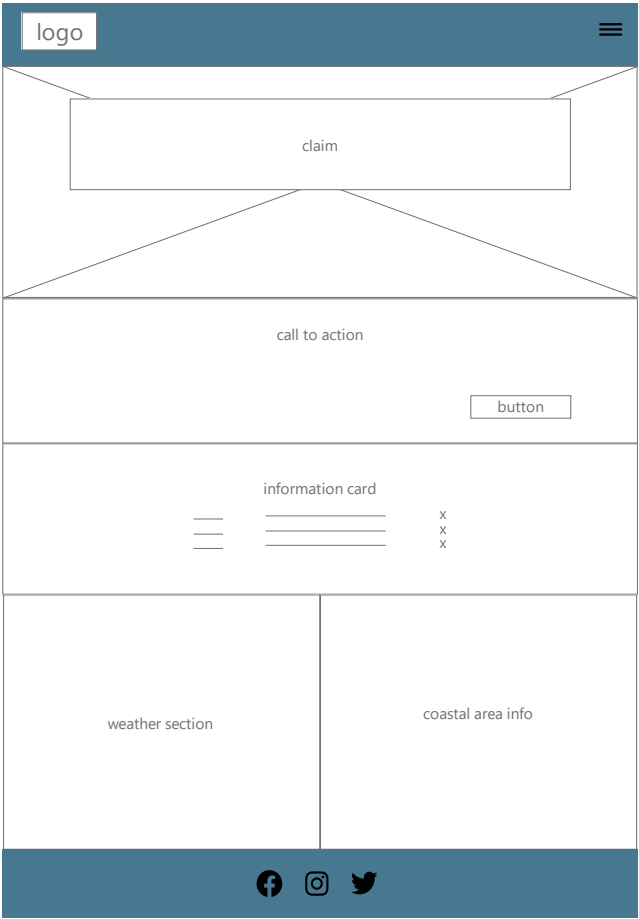 logo
claim
call to action
button
information card
x
x
x
weather section
coastal area info